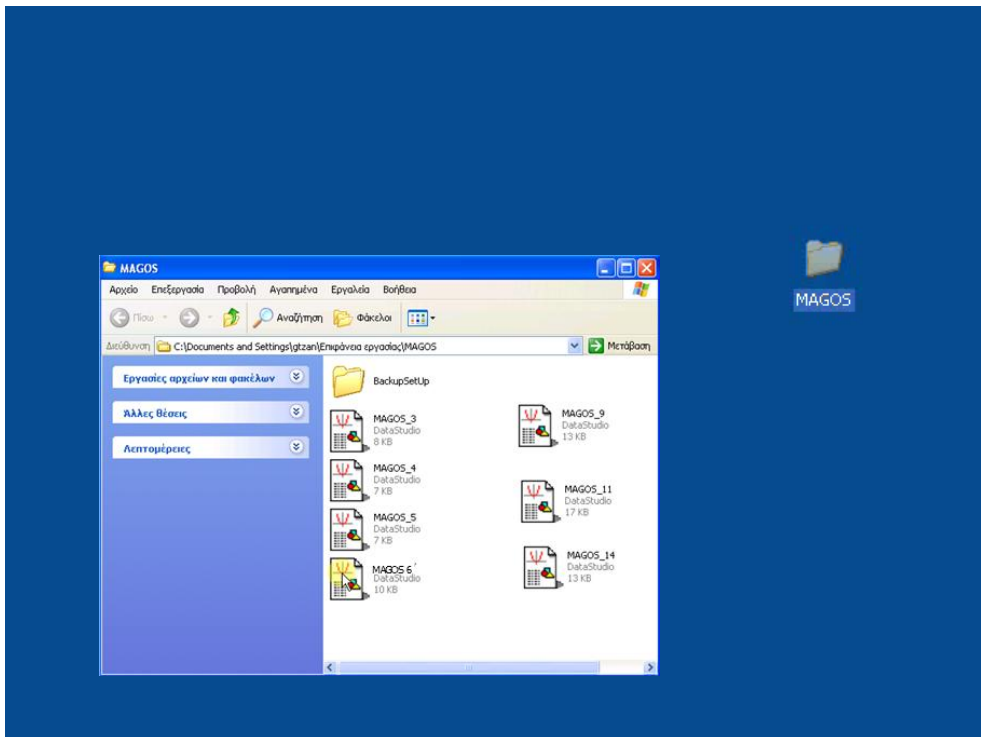 MAGOS
Αρχείο Επεξεργασία Προβολή Αγαπημένα Εργαλεία Βοήθεια
Πίσω Αναζήτηση Φάκελοι
Διεύθυνση C:\Documents and Settings\gtzan\Επιφάνεια εργασίας\MAGOS Μετάβαση
Εργασίες αρχείων και φακέλων
Άλλες θέσεις
Λεπτομέρειες
BackupSetUp
MAGOS_3
DataStudio
8 KB
MAGOS_4
DataStudio
7 KB
MAGOS_5
DataStudio
7 KB
MAGOS 6΄
DataStudio
10 KB
MAGOS_9
DataStudio
13 KB
MAGOS_11
DataStudio
17 KB
MAGOS_14
DataStudio
13 KB
MAGOS